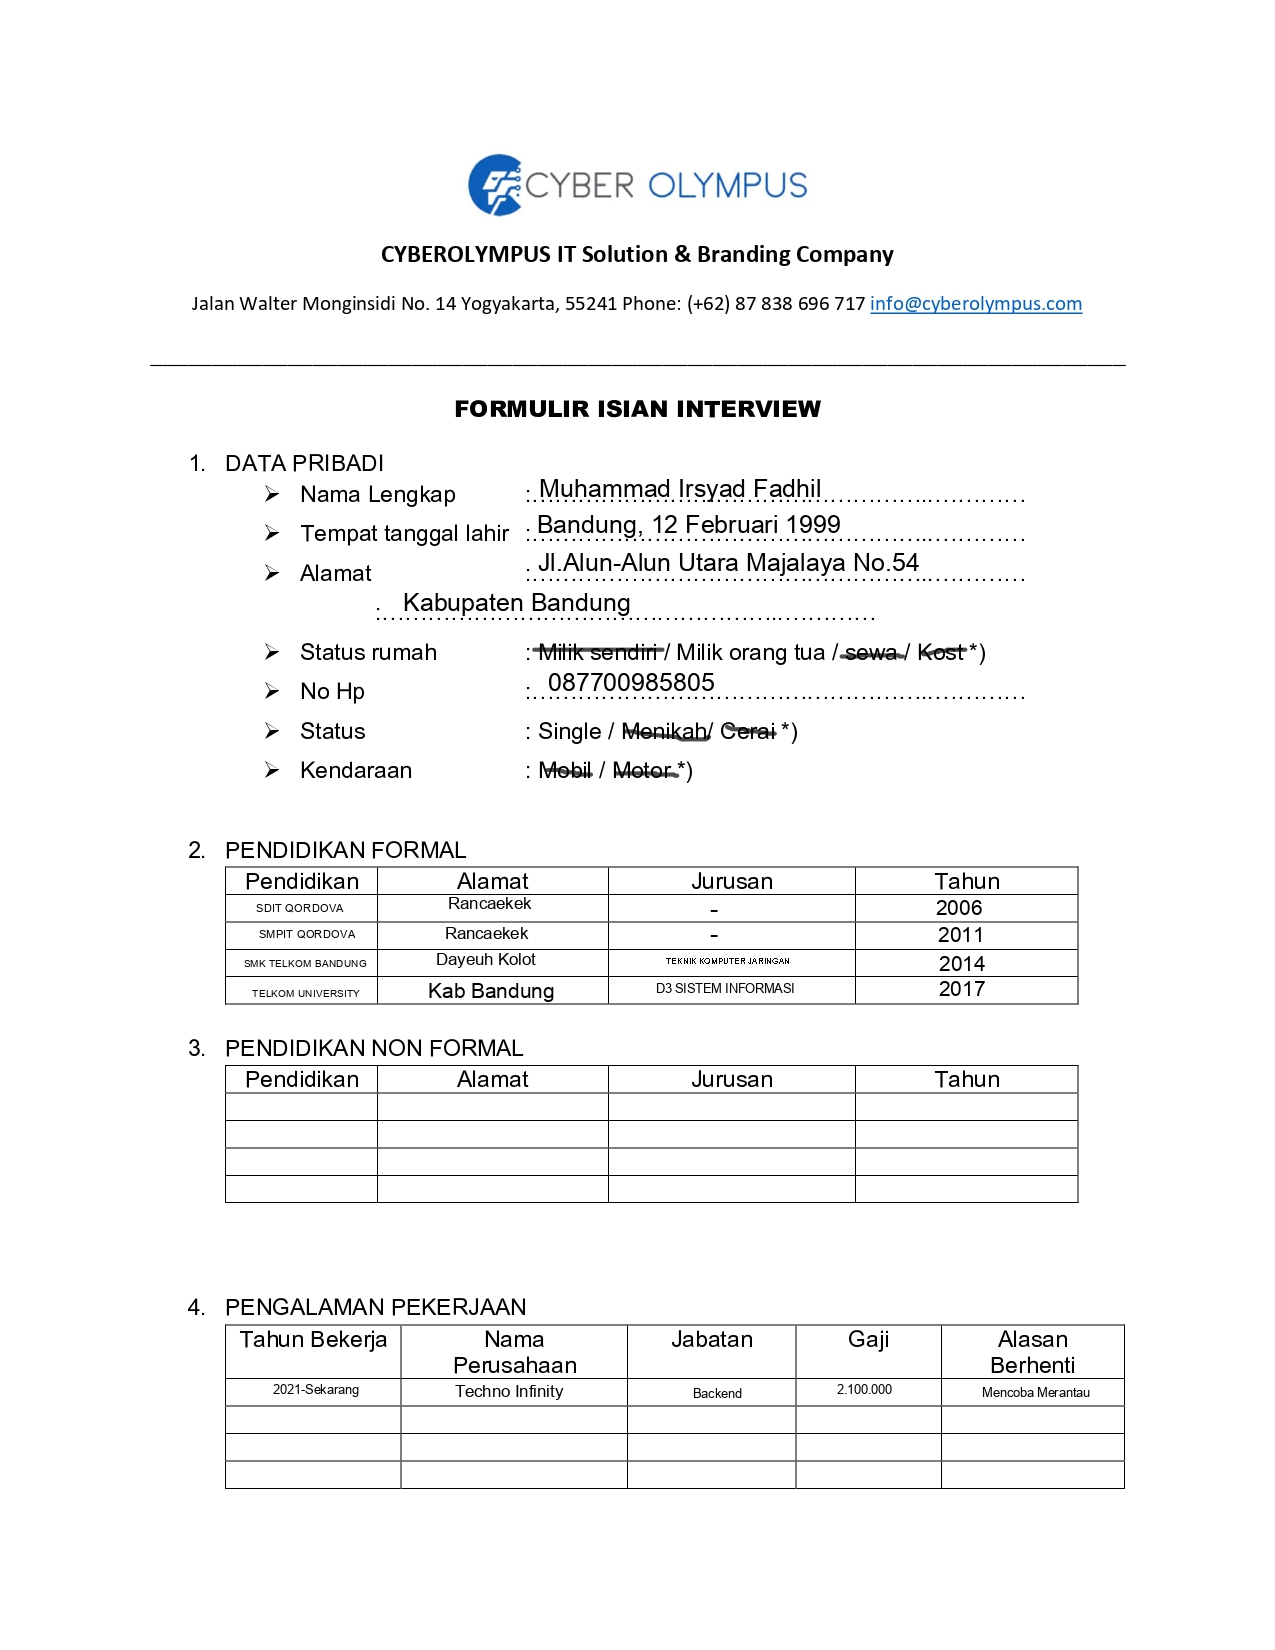 CYBER OLYMPUS
CYBEROLYMPUS IT Solution & Branding Company
Jalan Walter Monginsidi No. 14 Yogyakarta, 55241 Phone: (+62) 87 838 696 717 info@cyberolympus.com
FORMULIR ISIAN INTERVIEW
1. DATA PRIBADI
➢ Nama Lengkap : Muhammad Irsyad Fadhil
➢ Tempat tanggal lahir : Bandung, 12 Februari 1999
➢ Alamat : Jl.Alun-Alun Utara Majalaya No.54
: Kabupaten Bandung
➢ Status rumah : Milik sendiri / Milik orang tua / sewa / Kost *)
➢ No Hp : 087700985805
➢ Status : Single / Menikah/ Cerai *)
➢ Kendaraan : Mobil / Motor *)
2. PENDIDIKAN FORMAL
Pendidikan Alamat Jurusan Tahun
SDIT QORDOVA Rancaekek - 2006
SMPIT QORDOVA Rancaekek - 2011
SMK TELKOM BANDUNG Dayeuh Kolot TEKNIK KOMPUTER JARINGAN 2014
TELKOM UNIVERSITY Kab Bandung D3 SISTEM INFORMASI 2017
3. PENDIDIKAN NON FORMAL
Pendidikan Alamat Jurusan Tahun
4. PENGALAMAN PEKERJAAN
Tahun Bekerja Nama Perusahaan Jabatan Gaji Alasan Berhenti
2021-Sekarang Techno Infinity Backend 2.100.000 Mencoba Merantau